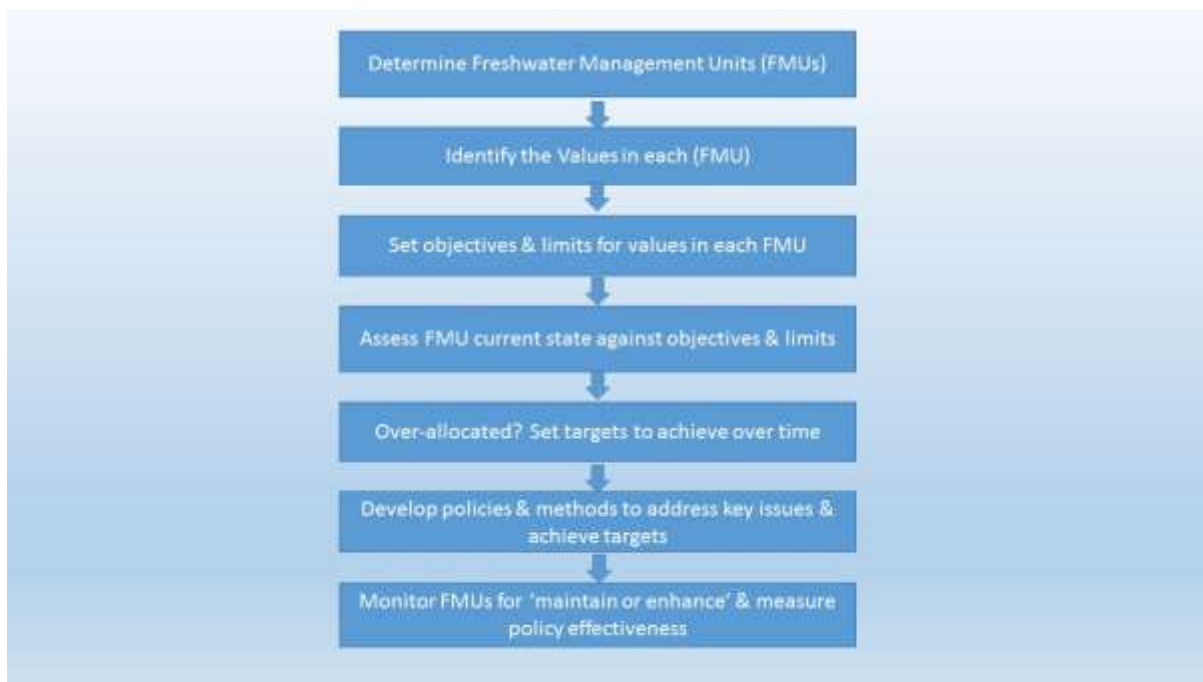 Determine Freshwater Management Units (FMUs)
Identify the Values in each (FMU)
Set objectives & limits for values in each FMU
Assess FMU current state against objectives & limits
Over-allocated? Set targets to achieve over time
Develop policies & methods to address key issues &
achieve targets
Monitor FMUs for ‘maintain or enhance’ & measure
policy effectiveness